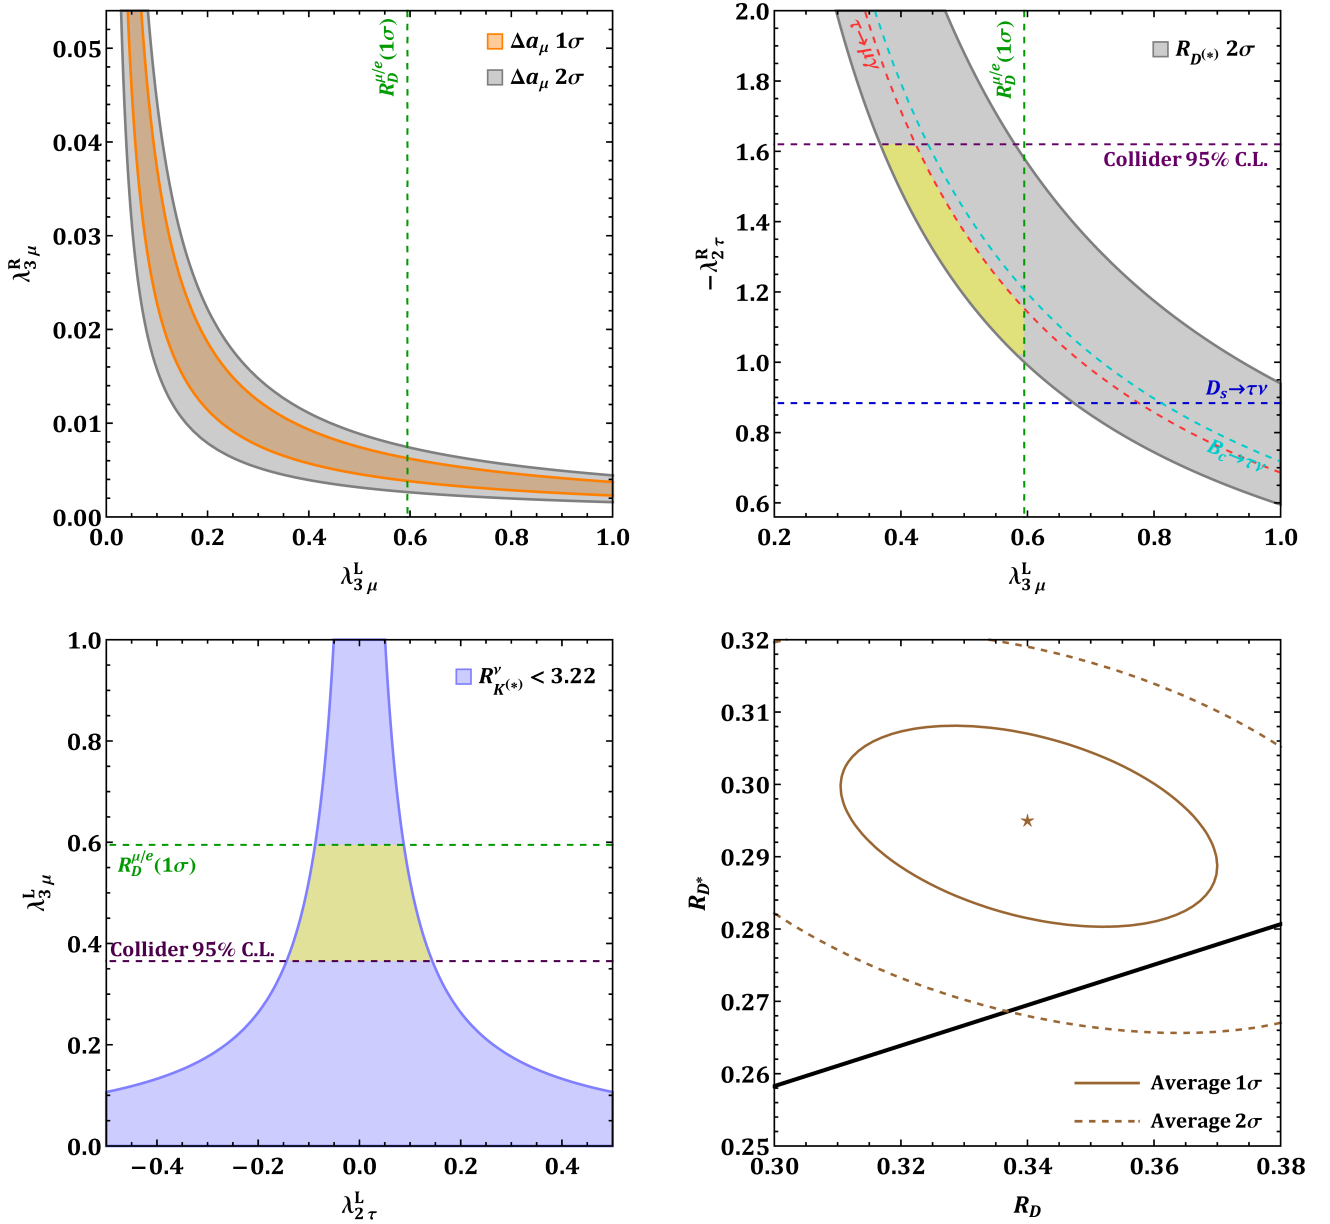 0.05
0.04
0.03
0.02
0.01
0.00
0.0 0.2 0.4 0.6 0.8 1.0
λ^R_{3 μ}
λ^L_{3 μ}
R_D^{μ/e}(1σ)
Δa_μ 1σ
Δa_μ 2σ
2.0
1.8
1.6
1.4
1.2
1.0
0.8
0.6
0.2 0.4 0.6 0.8 1.0
−λ^R_{2 τ}
λ^L_{3 μ}
τ→μγ
R_D^{μ/e}(1σ)
R_{D^{(*)}} 2σ
Collider 95% C.L.
D_s→τν
B_c→τν
1.0
0.8
0.6
0.4
0.2
0.0
−0.4 −0.2 0.0 0.2 0.4
λ^L_{3 μ}
λ^L_{2 τ}
R^ν_{K^{(*)}} < 3.22
R_D^{μ/e}(1σ)
Collider 95% C.L.
0.32
0.31
0.30
0.29
0.28
0.27
0.26
0.25
0.30 0.32 0.34 0.36 0.38
R_{D*}
R_D
Average 1σ
Average 2σ